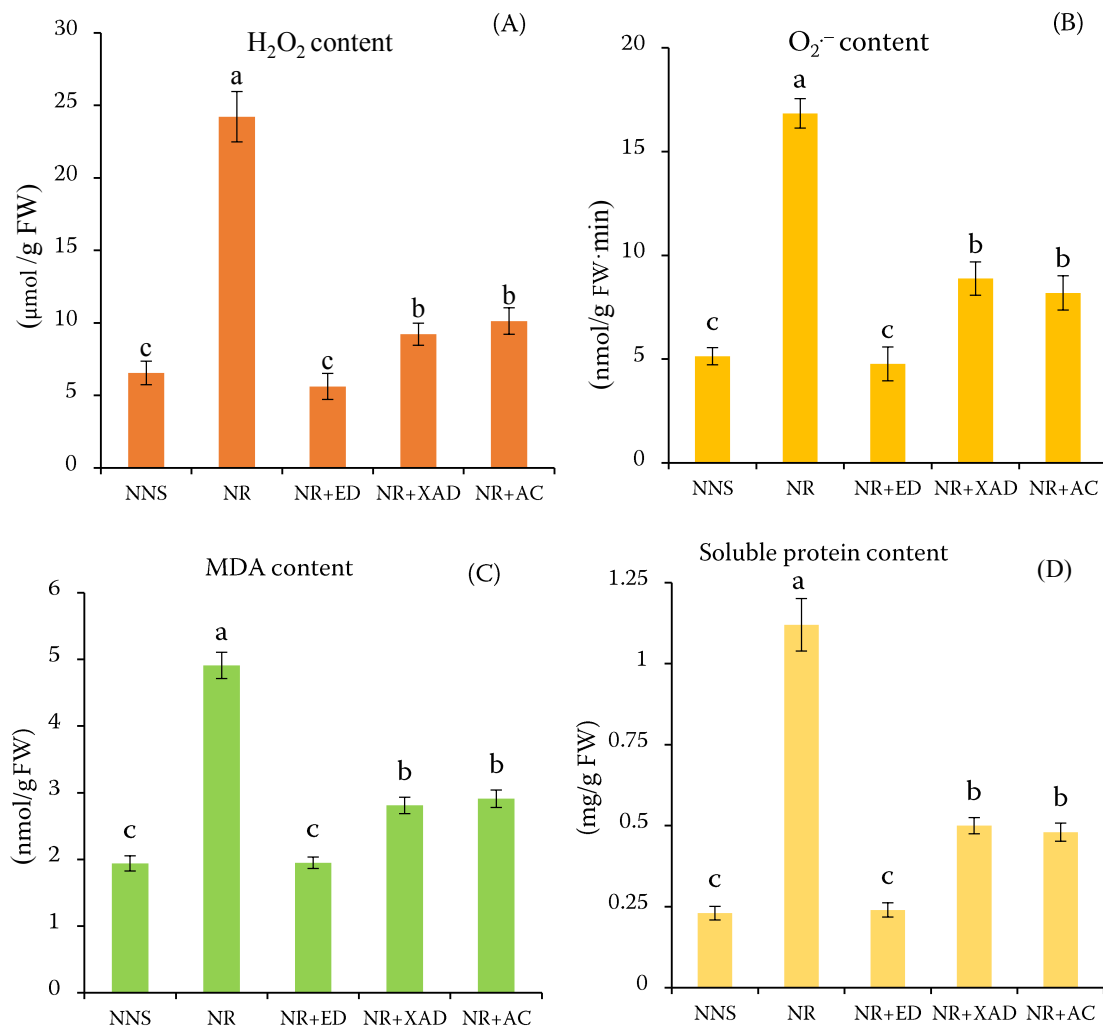 (A)
H₂O₂ content
30
25
20
15
10
5
0
(μmol /g FW)
c
a
c
b
b
NNS NR NR+ED NR+XAD NR+AC
(B)
O₂·⁻ content
20
15
10
5
0
(nmol/g FW·min)
c
a
c
b
b
NNS NR NR+ED NR+XAD NR+AC
MDA content
(C)
6
5
4
3
2
1
0
(nmol/gFW)
c
a
c
b
b
NNS NR NR+ED NR+XAD NR+AC
Soluble protein content
(D)
1.25
1
0.75
0.5
0.25
0
(mg/g FW)
c
a
c
b
b
NNS NR NR+ED NR+XAD NR+AC